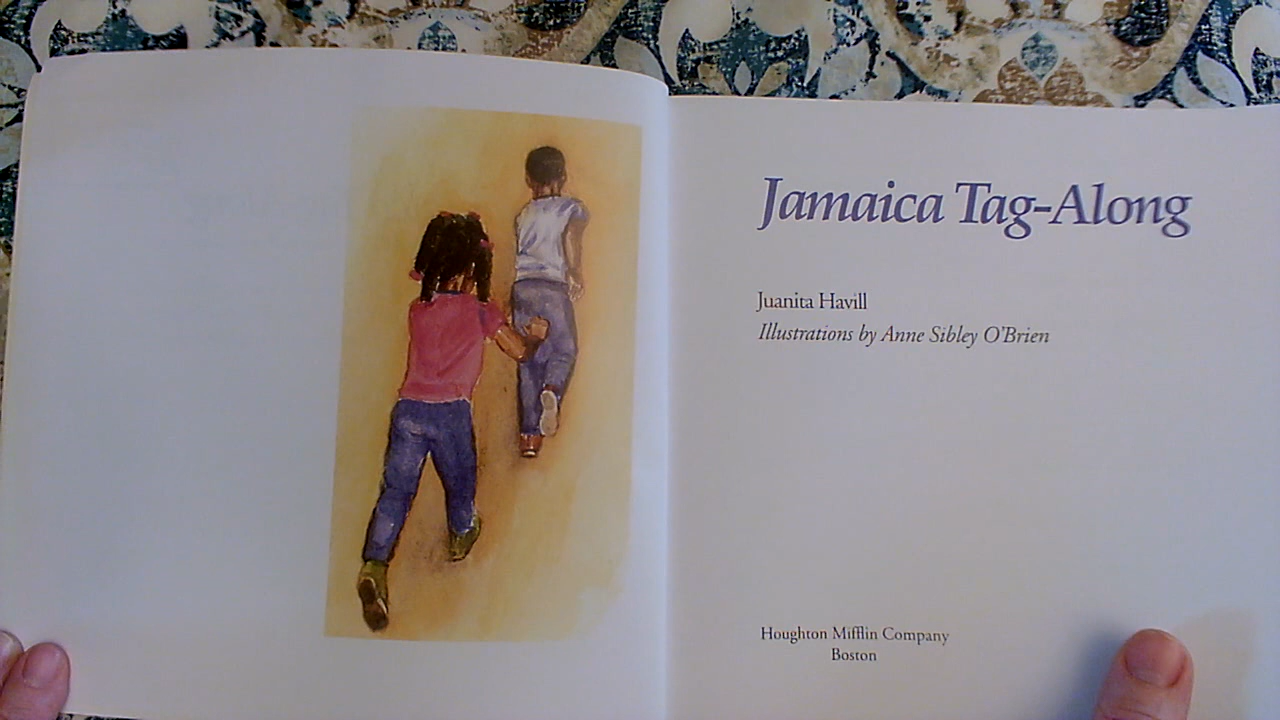 Jamaica Tag-Along
Juanita Havill
Illustrations by Anne Sibley O'Brien
Houghton Mifflin Company
Boston